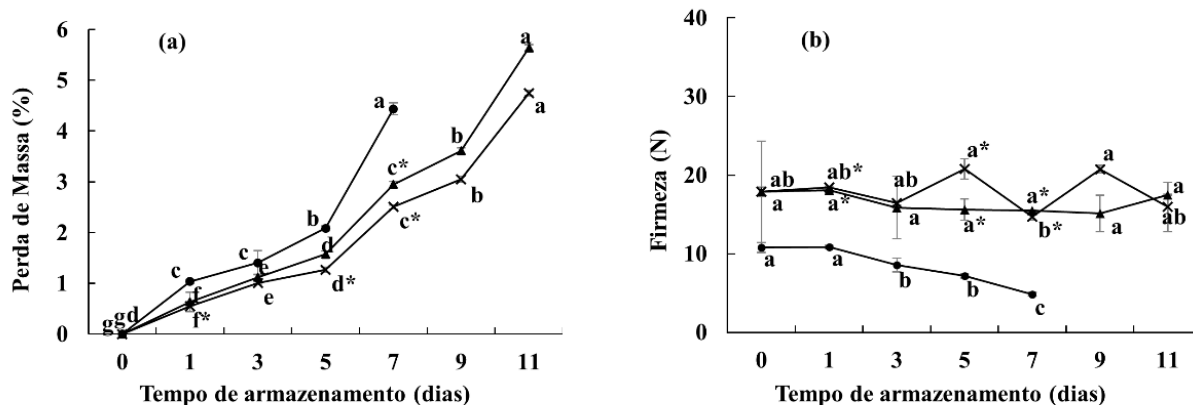 (a)
Perda de Massa (%)
6
5
4
3
2
1
0
a
a
a
c*
b
b
c*
b
c
c
e
d
d*
f
e
f*
g
g
d
0 1 3 5 7 9 11
Tempo de armazenamento (dias)
(b)
Firmeza (N)
40
30
20
10
0
ab ab* ab a* a* a a
a a* a a* b* a ab
a a b b c
0 1 3 5 7 9 11
Tempo de armazenamento (dias)